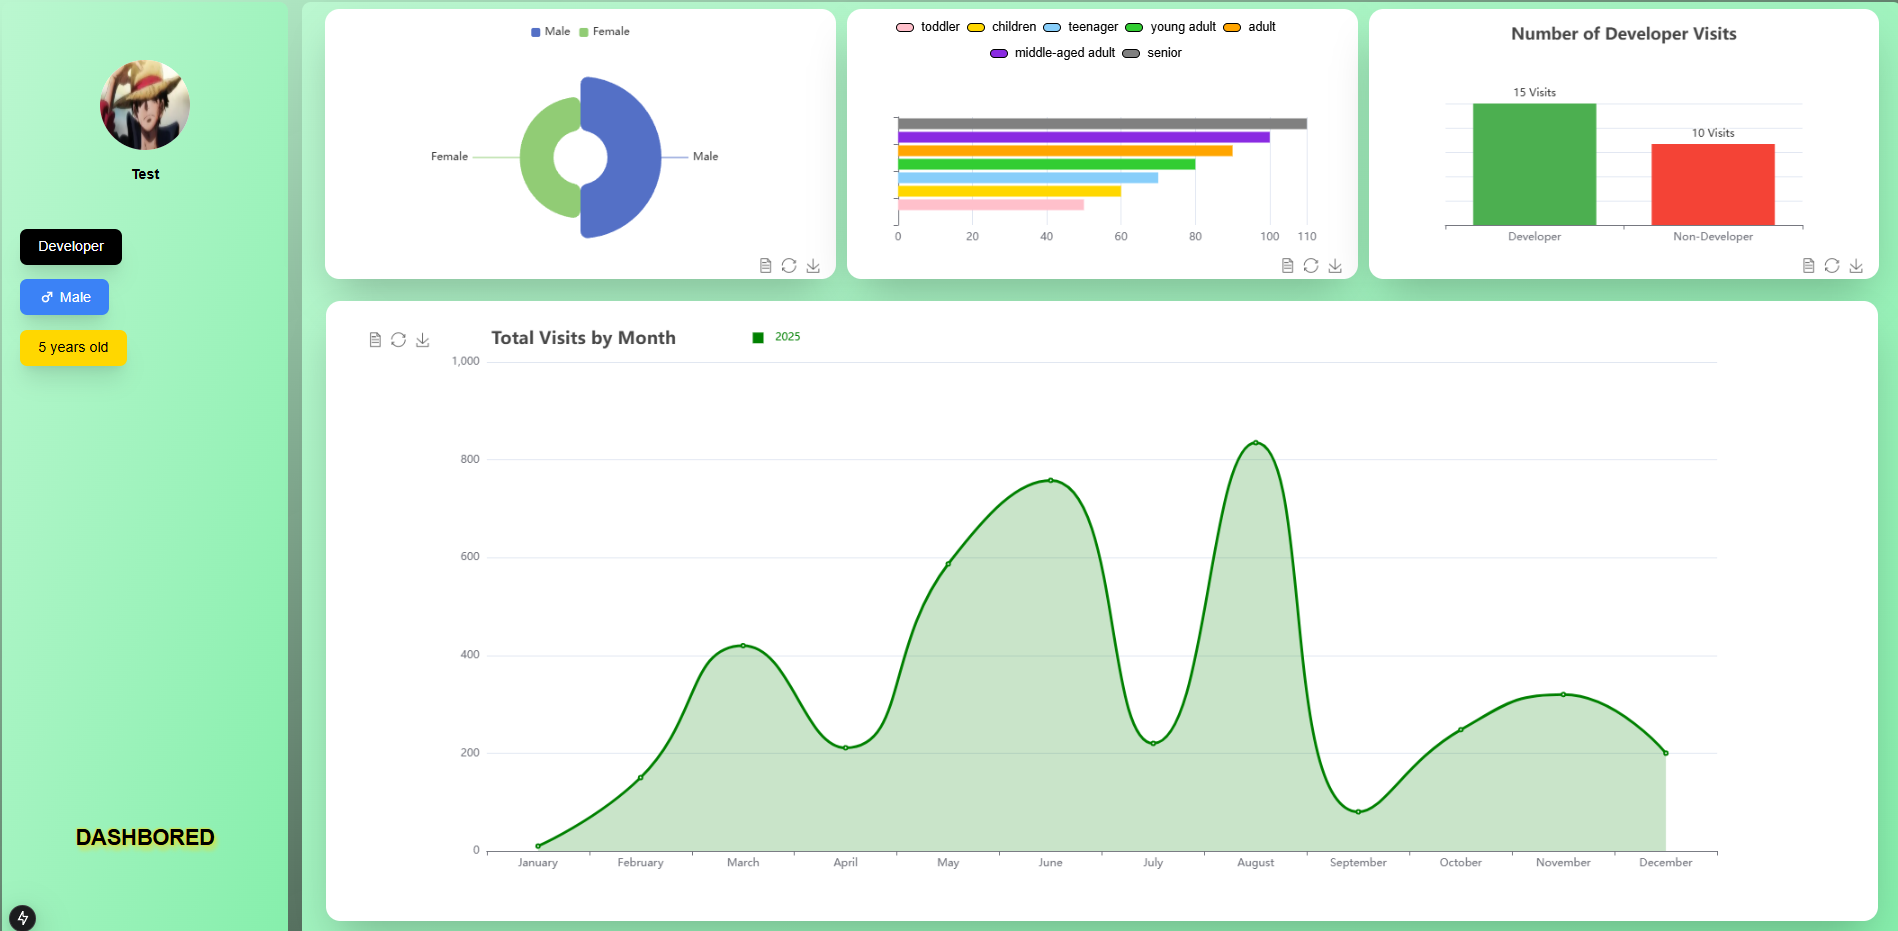 Test
Developer
♂ Male
5 years old
DASHBORED
Male Female
Female Male
toddler children teenager young adult adult
middle-aged adult senior
0 20 40 60 80 100 110
Number of Developer Visits
15 Visits
10 Visits
Developer Non-Developer
Total Visits by Month 2025
1,000
800
600
400
200
0
January February March April May June July August September October November December